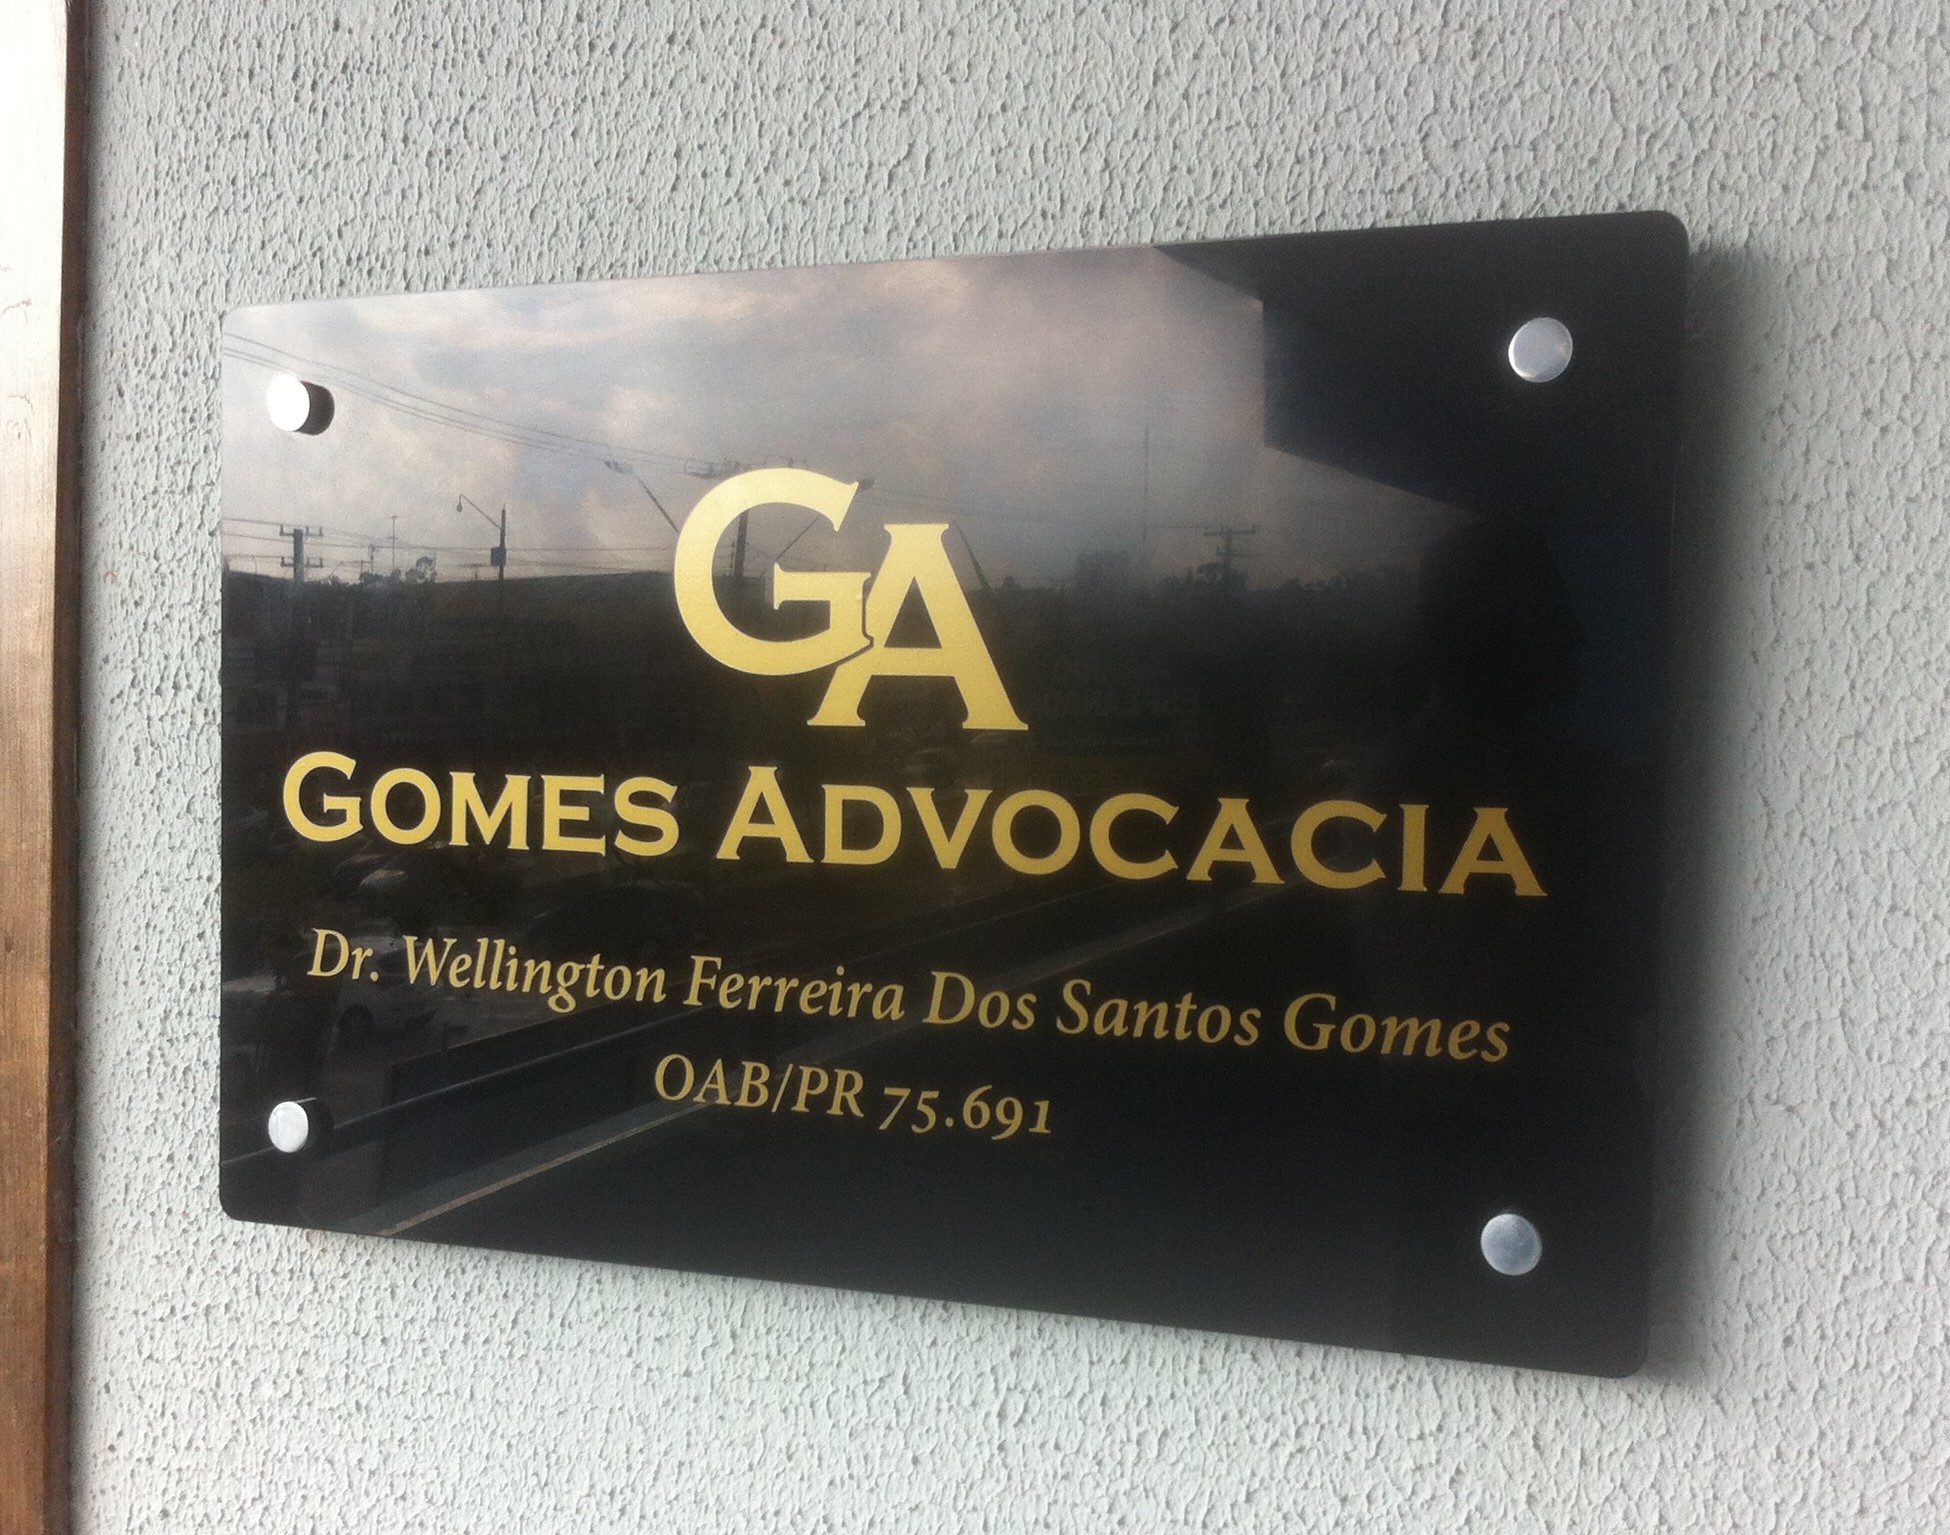 GA
GOMES ADVOCACIA
Dr. Wellington Ferreira Dos Santos Gomes
OAB/PR 75.691